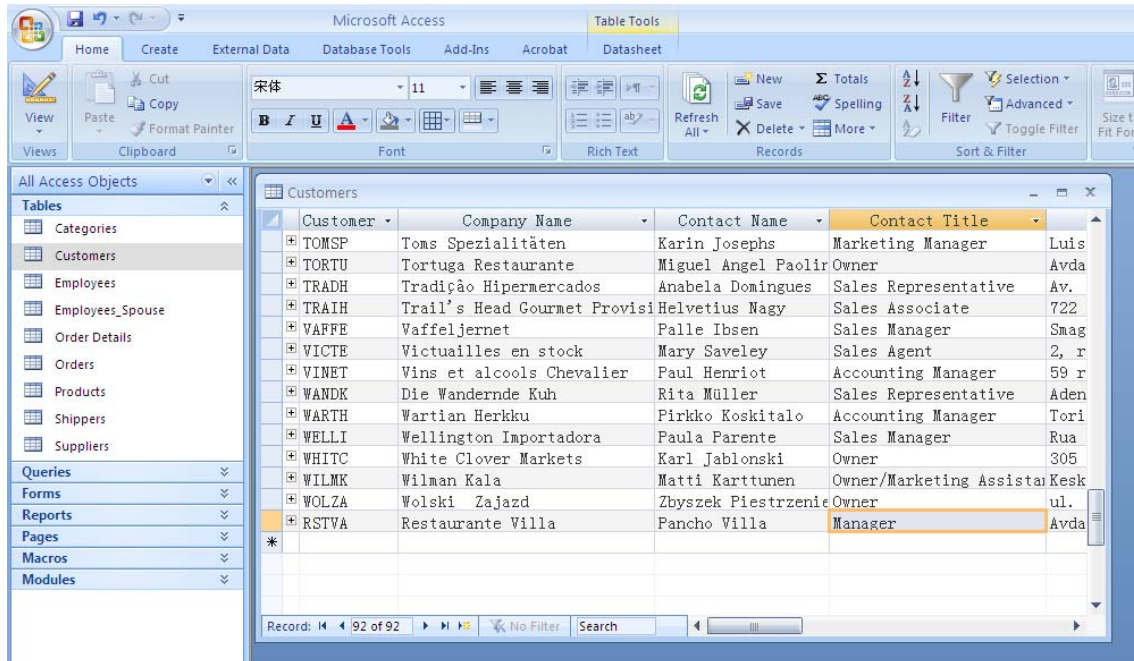 Microsoft Access
Table Tools
Home Create External Data Database Tools Add-Ins Acrobat Datasheet
View
Views
Paste
Cut
Copy
Format Painter
Clipboard
宋体 11
B I U A
Font
Rich Text
Refresh All
New
Save
Delete
Σ Totals
Spelling
More
Records
Filter
Selection
Advanced
Toggle Filter
Sort & Filter
All Access Objects
Tables
Categories
Customers
Employees
Employees_Spouse
Order Details
Orders
Products
Shippers
Suppliers
Queries
Forms
Reports
Pages
Macros
Modules
Customers
Customer Company Name Contact Name Contact Title
TOMSP Toms Spezialitäten Karin Josephs Marketing Manager Luis
TORTU Tortuga Restaurante Miguel Angel Paolir Owner Avda
TRADH Tradição Hipermercados Anabela Domingues Sales Representative Av.
TRAIH Trail's Head Gourmet Provisi Helvetius Nagy Sales Associate 722
VAFFE Vaffeljernet Palle Ibsen Sales Manager Smag
VICTE Victuailles en stock Mary Saveley Sales Agent 2, r
VINET Vins et alcools Chevalier Paul Henriot Accounting Manager 59 r
WANDK Die Wandernde Kuh Rita Müller Sales Representative Aden
WARTH Wartian Herkku Pirkko Koskitalo Accounting Manager Tori
WELLI Wellington Importadora Paula Parente Sales Manager Rua
WHITC White Clover Markets Karl Jablonski Owner 305
WILMK Wilman Kala Matti Karttunen Owner/Marketing Assistan Kesk
WOLZA Wolski Zajazd Zbyszek Piestrzenie Owner ul.
RSTVA Restaurante Villa Pancho Villa Manager Avda
Record: 92 of 92 No Filter Search